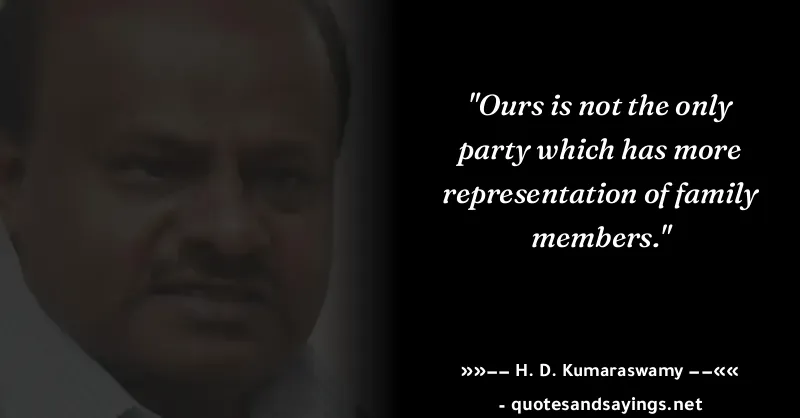 "Ours is not the only
party which has more
representation of family
members."
»»−− H. D. Kumaraswamy −−««
- quotesandsayings.net